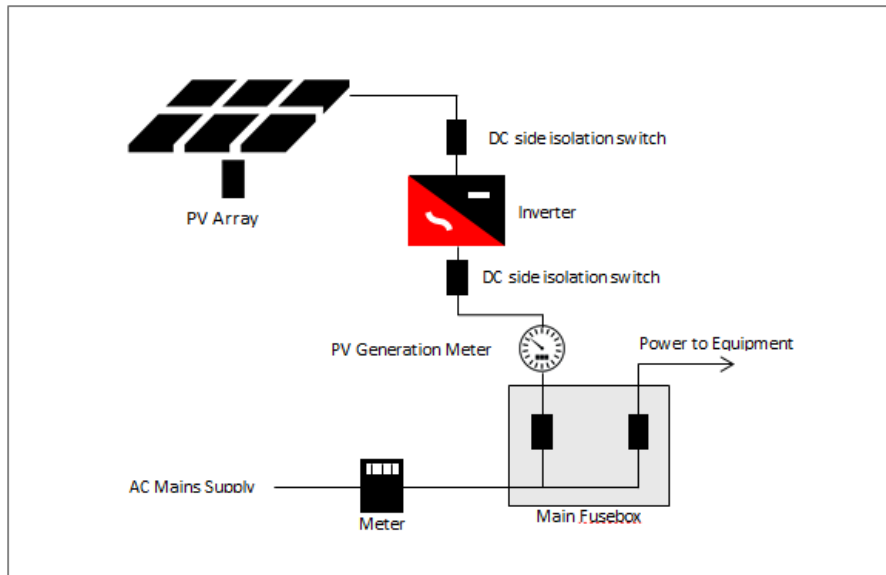 DC side isolation switch
PV Array
Inverter
DC side isolation switch
PV Generation Meter
Power to Equipment
AC Mains Supply
Meter
Main Fusebox